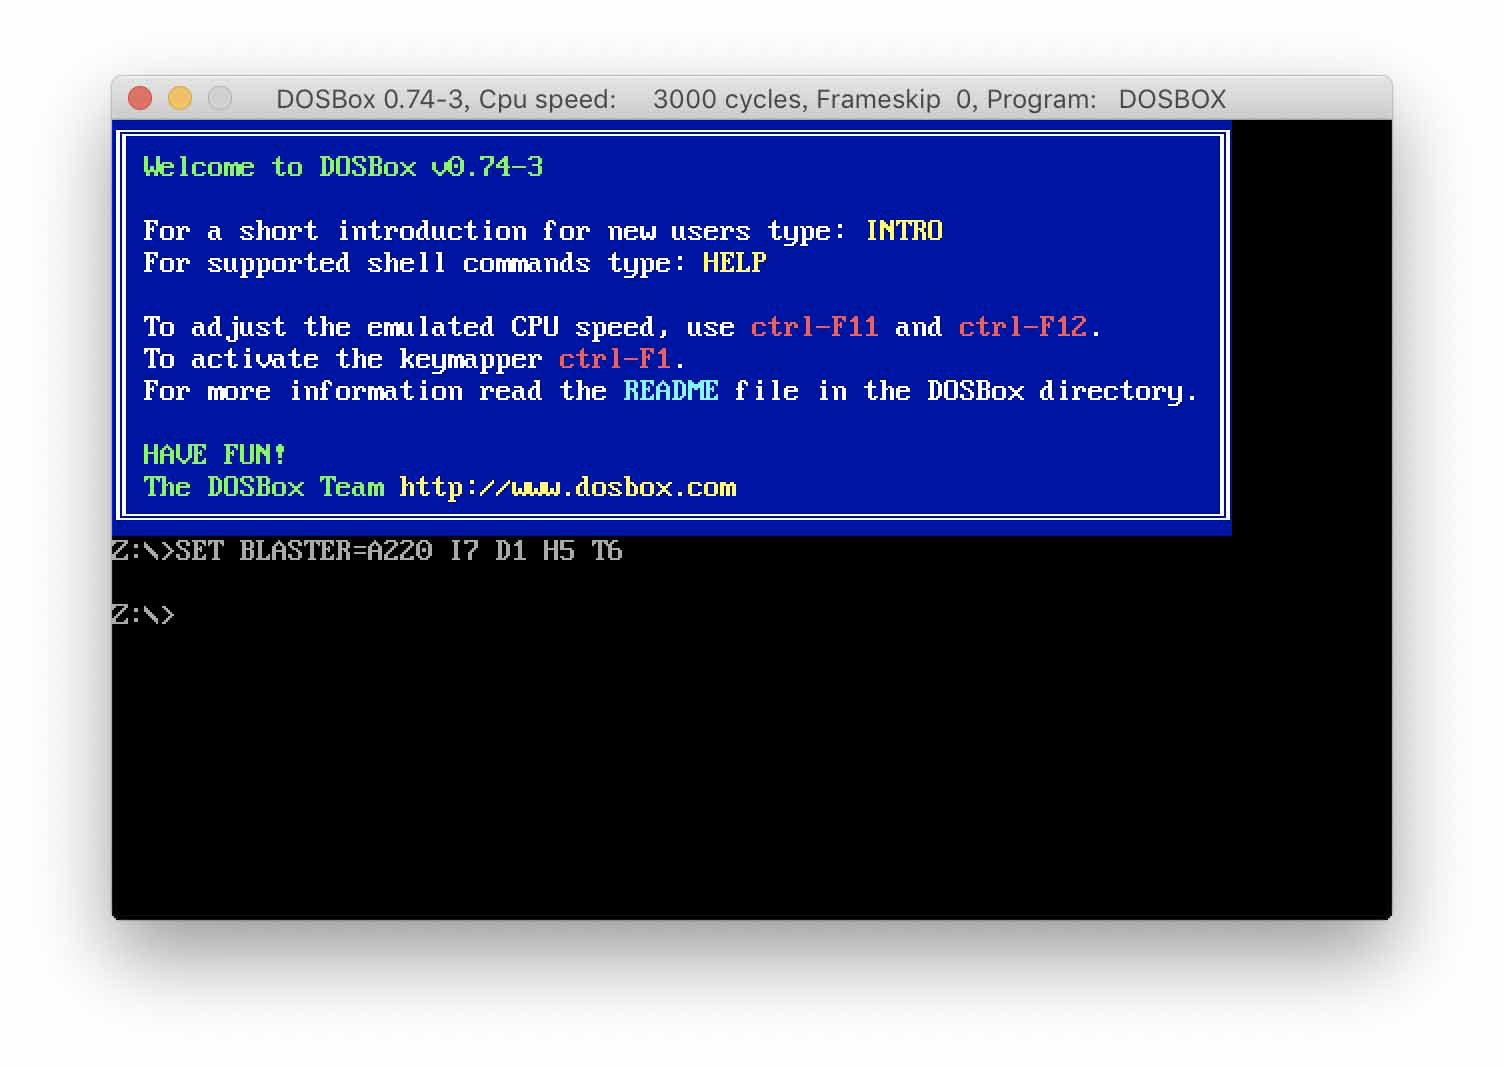 DOSBox 0.74-3, Cpu speed: 3000 cycles, Frameskip 0, Program: DOSBOX
Welcome to DOSBox v0.74-3
For a short introduction for new users type: INTRO
For supported shell commands type: HELP
To adjust the emulated CPU speed, use ctrl-F11 and ctrl-F12.
To activate the keymapper ctrl-F1.
For more information read the README file in the DOSBox directory.
HAVE FUN!
The DOSBox Team http://www.dosbox.com
Z:\>SET BLASTER=A220 I7 D1 H5 T6
Z:\>